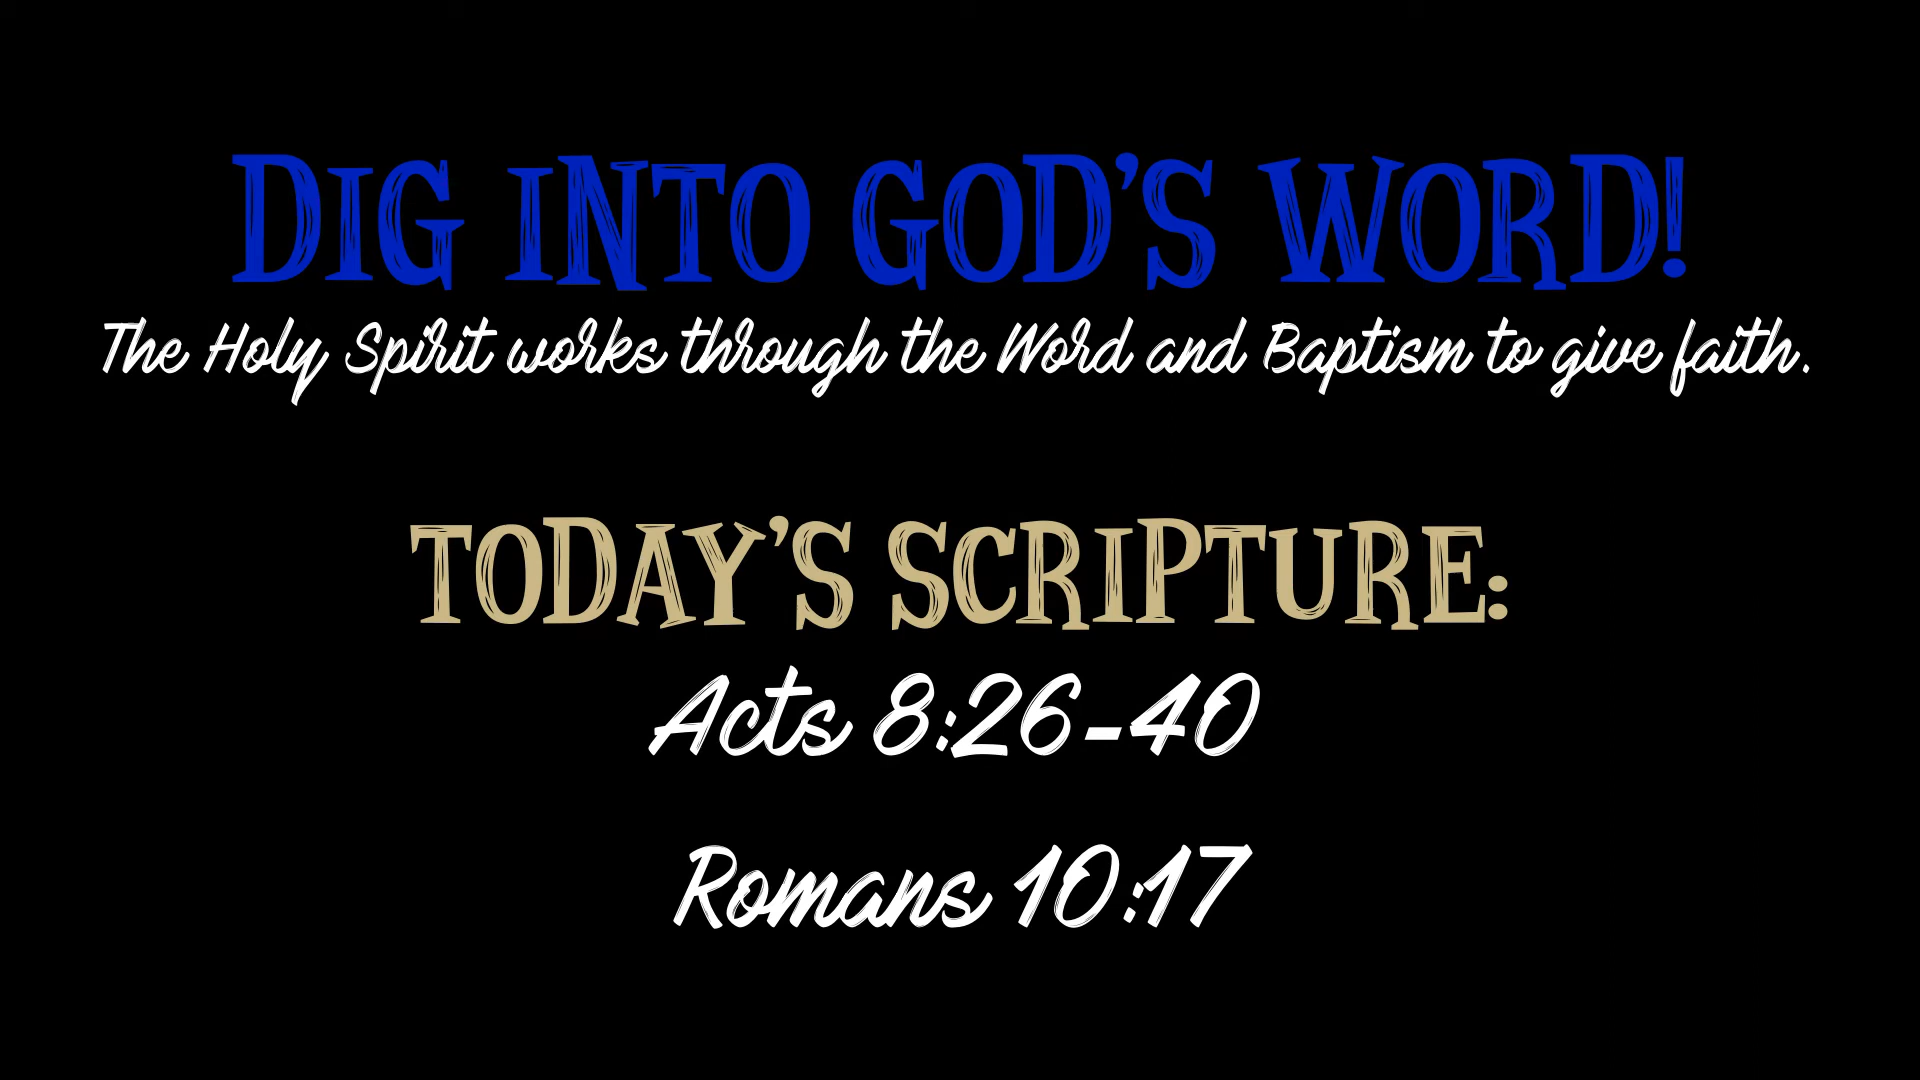 DIG INTO GOD'S WORD!
The Holy Spirit works through the Word and Baptism to give faith.
TODAY'S SCRIPTURE:
Acts 8:26-40
Romans 10:17